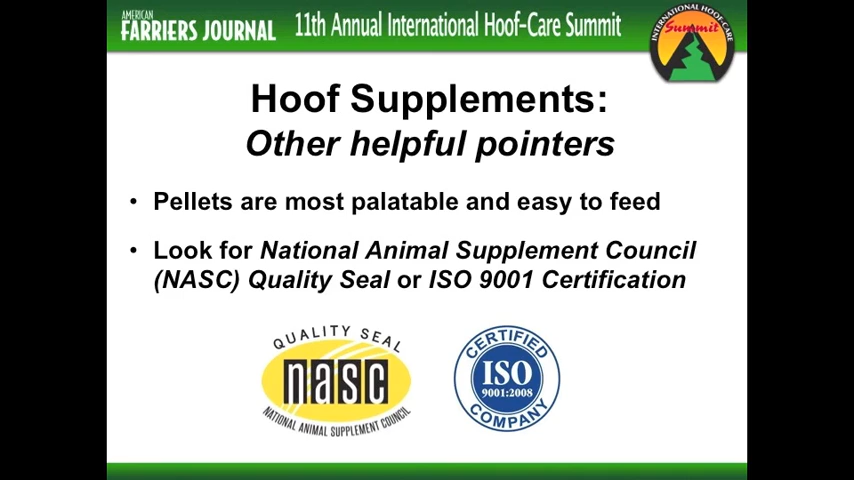 AMERICAN
FARRIERS JOURNAL
11th Annual International Hoof-Care Summit
INTERNATIONAL HOOF-CARE
Summit
Hoof Supplements:
Other helpful pointers
• Pellets are most palatable and easy to feed
• Look for National Animal Supplement Council
(NASC) Quality Seal or ISO 9001 Certification
QUALITY SEAL
nasc
NATIONAL ANIMAL SUPPLEMENT COUNCIL
CERTIFIED
ISO
9001:2008
COMPANY